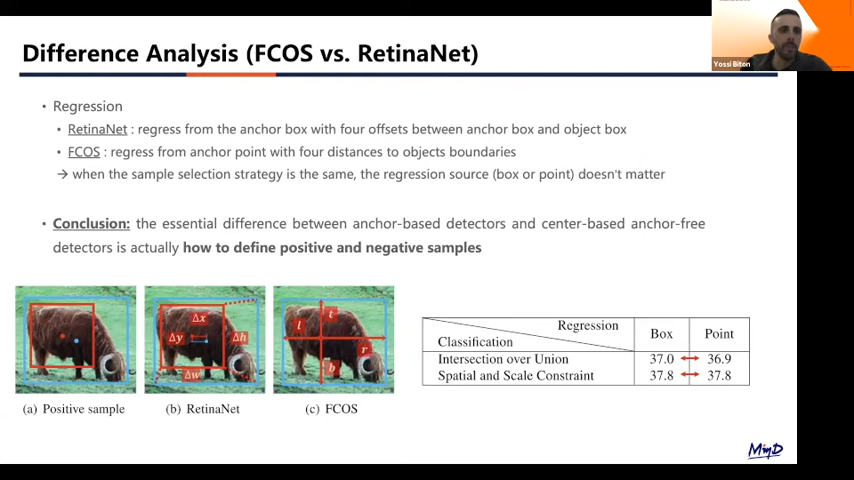 Difference Analysis (FCOS vs. RetinaNet)
Yossi Biton
• Regression
• RetinaNet : regress from the anchor box with four offsets between anchor box and object box
• FCOS : regress from anchor point with four distances to objects boundaries
→ when the sample selection strategy is the same, the regression source (box or point) doesn't matter
• Conclusion: the essential difference between anchor-based detectors and center-based anchor-free
detectors is actually how to define positive and negative samples
Δx
Δy
Δh
Δw
t
l
r
b
(a) Positive sample
(b) RetinaNet
(c) FCOS
Regression
Classification
Box
Point
Intersection over Union 37.0 ↔ 36.9
Spatial and Scale Constraint 37.8 ↔ 37.8
MinD